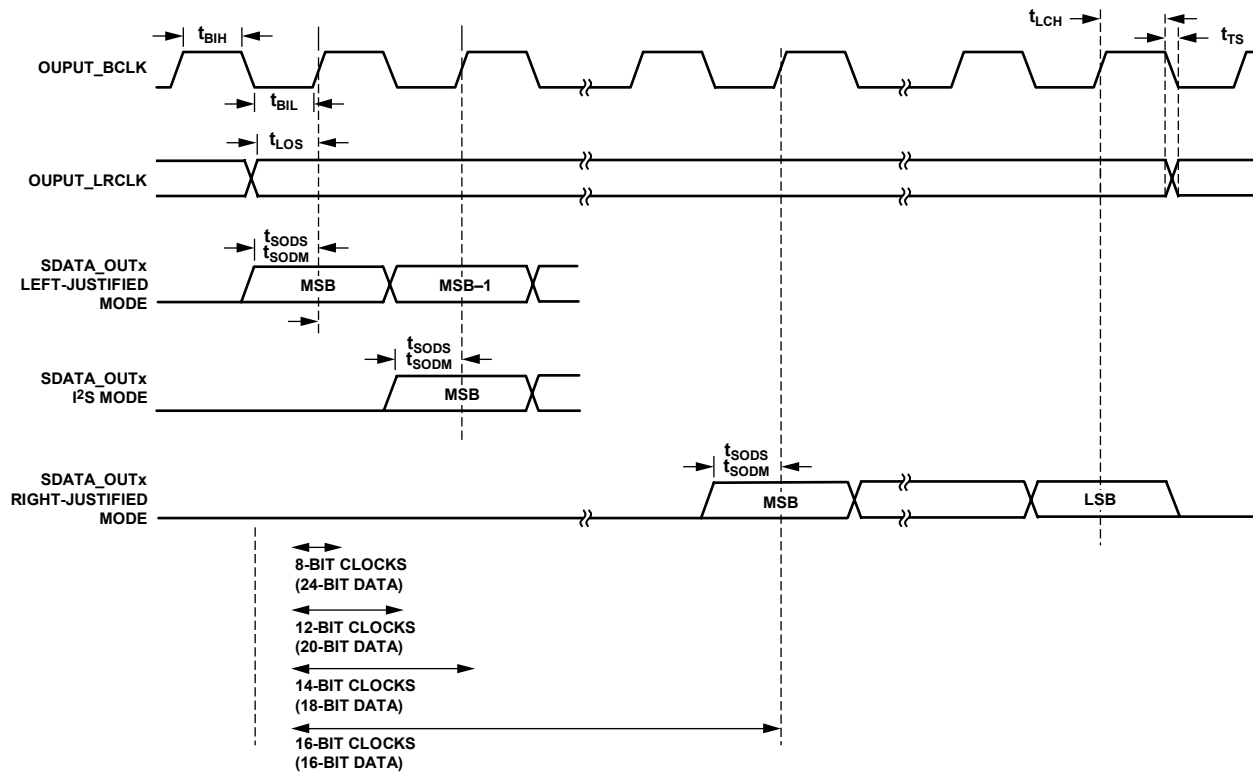 tBIH
tLCH
tTS
OUPUT_BCLK
tBIL
tLOS
OUPUT_LRCLK
tSODS
tSODM
SDATA_OUTx
LEFT-JUSTIFIED
MODE
MSB
MSB–1
tSODS
tSODM
SDATA_OUTx
I²S MODE
MSB
tSODS
tSODM
SDATA_OUTx
RIGHT-JUSTIFIED
MODE
MSB
LSB
8-BIT CLOCKS
(24-BIT DATA)
12-BIT CLOCKS
(20-BIT DATA)
14-BIT CLOCKS
(18-BIT DATA)
16-BIT CLOCKS
(16-BIT DATA)